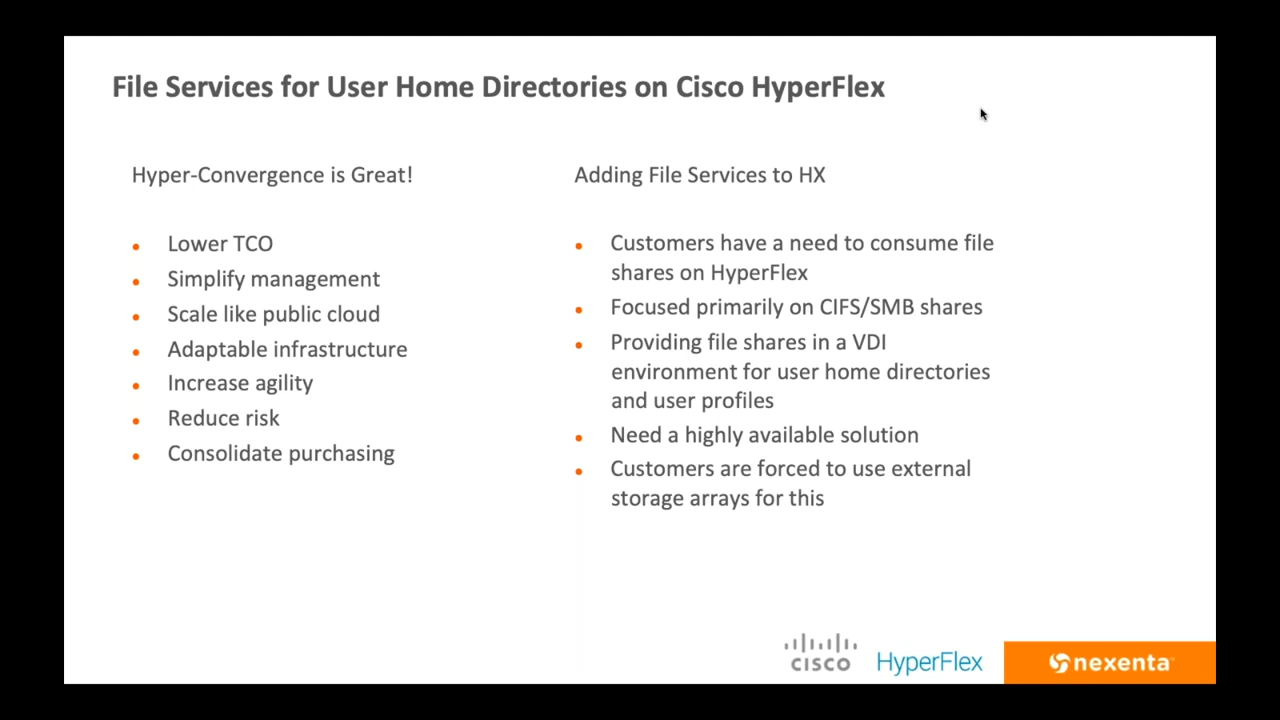 File Services for User Home Directories on Cisco HyperFlex
Hyper-Convergence is Great!
Lower TCO
Simplify management
Scale like public cloud
Adaptable infrastructure
Increase agility
Reduce risk
Consolidate purchasing
Adding File Services to HX
Customers have a need to consume file
shares on HyperFlex
Focused primarily on CIFS/SMB shares
Providing file shares in a VDI
environment for user home directories
and user profiles
Need a highly available solution
Customers are forced to use external
storage arrays for this
CISCO
HyperFlex
nexenta